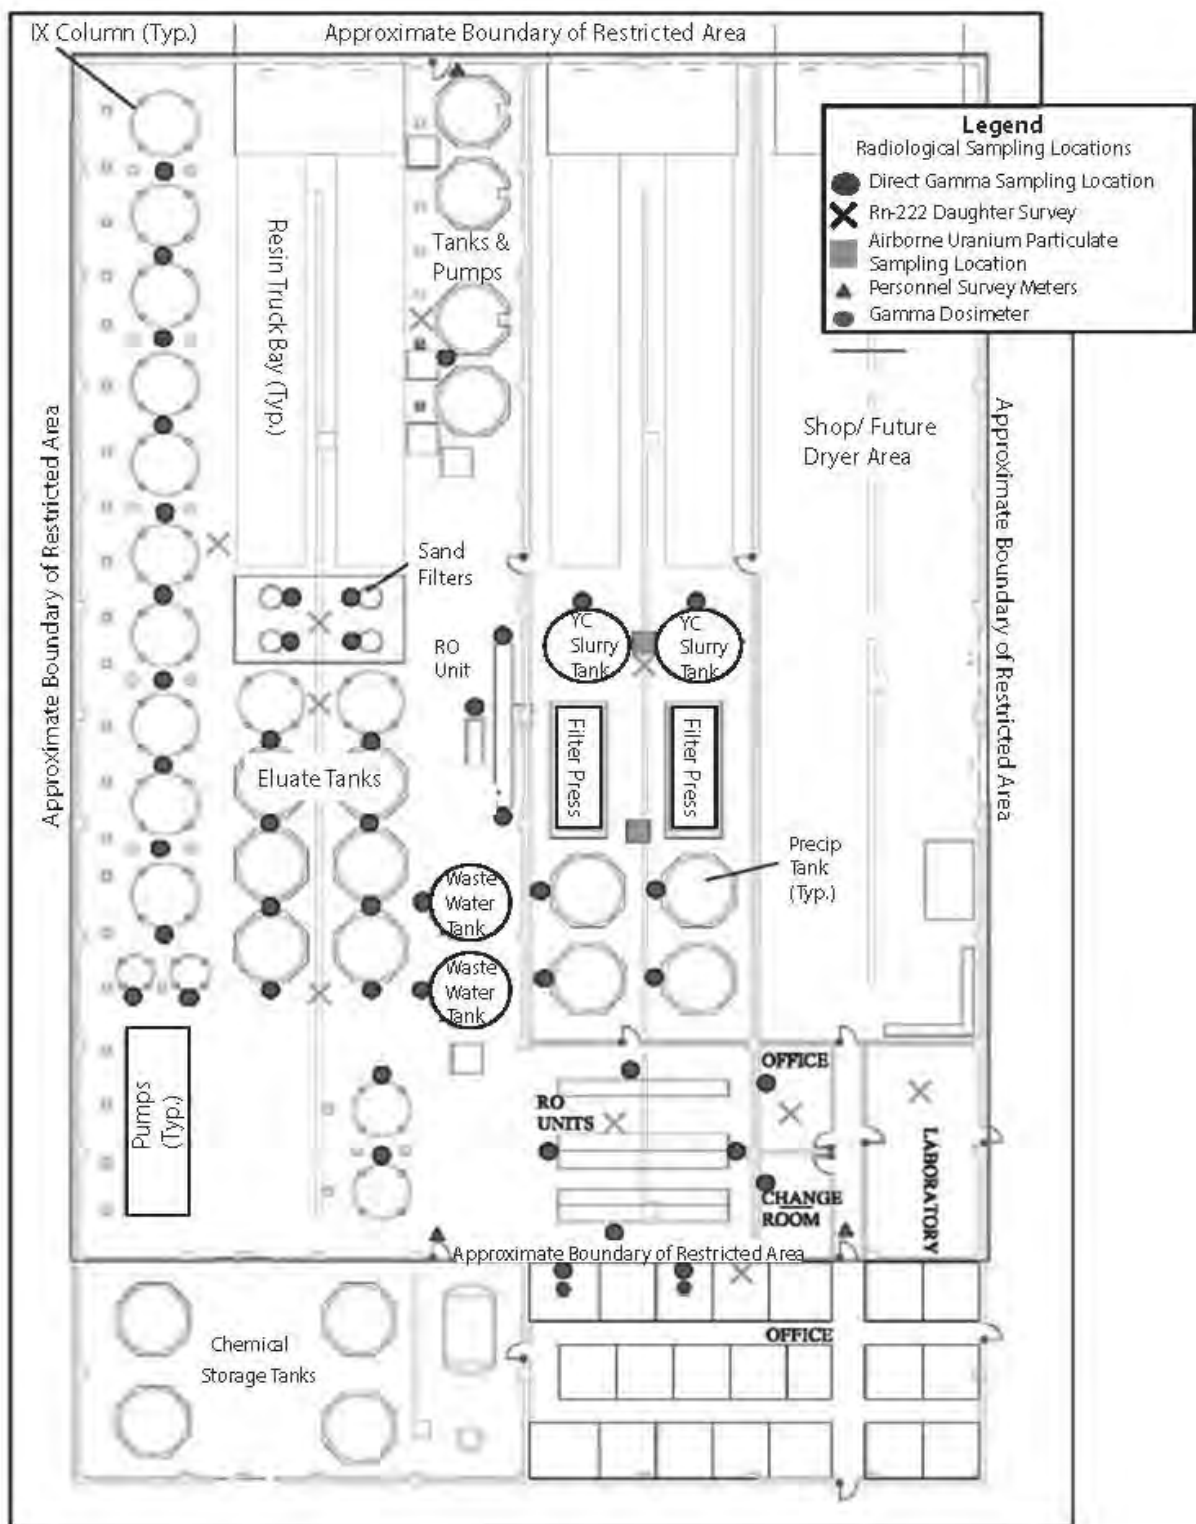 IX Column (Typ.)
Approximate Boundary of Restricted Area
Legend
Radiological Sampling Locations
Direct Gamma Sampling Location
Rn-222 Daughter Survey
Airborne Uranium Particulate
Sampling Location
Personnel Survey Meters
Gamma Dosimeter
Resin Truck Bay (Typ.)
Tanks &
Pumps
Shop/ Future
Dryer Area
Approximate Boundary of Restricted Area
Approximate Boundary of Restricted Area
Sand
Filters
RO
Unit
YC
Slurry
Tank
YC
Slurry
Tank
Filter Press
Filter Press
Eluate Tanks
Precip
Tank
(Typ.)
Waste
Water
Tank
Waste
Water
Tank
Pumps
(Typ.)
RO
UNITS
OFFICE
CHANGE
ROOM
LABORATORY
Approximate Boundary of Restricted Area
OFFICE
Chemical
Storage Tanks